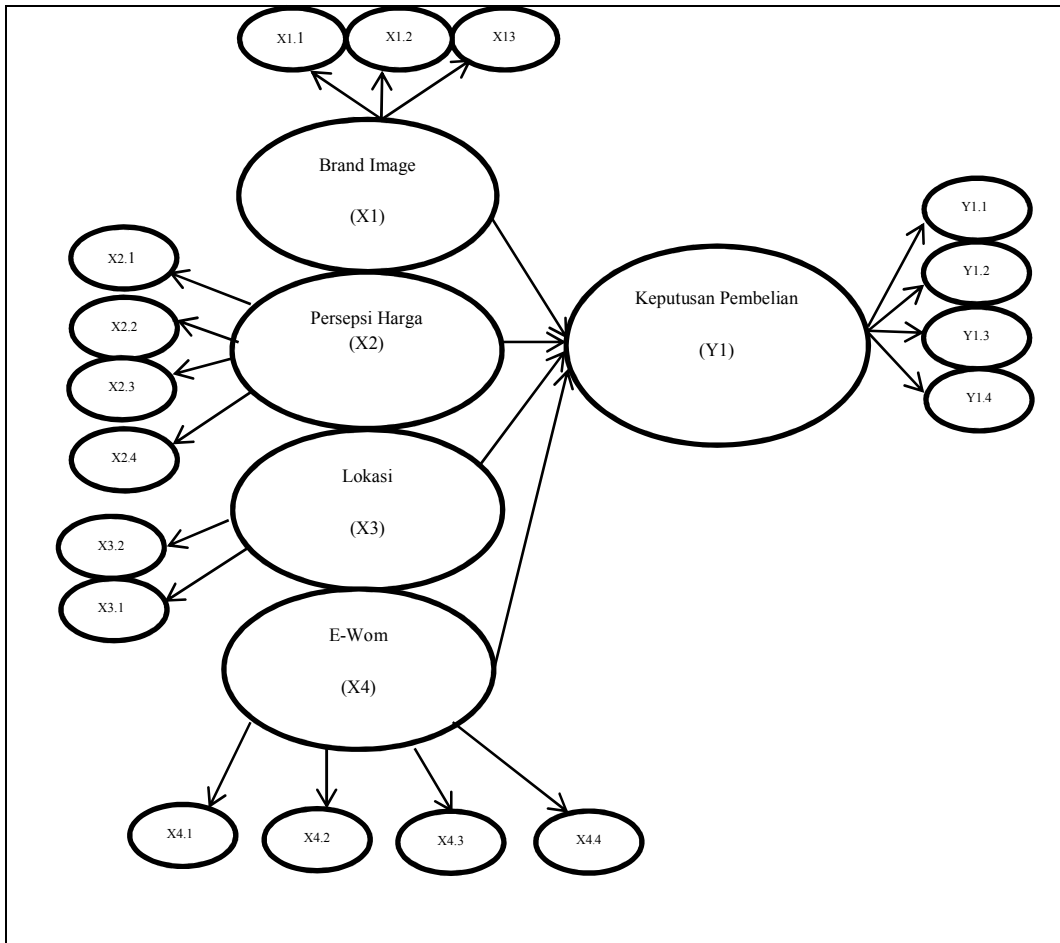 X1.1
X1.2
X13
Brand Image
(X1)
X2.1
X2.2
X2.3
X2.4
Persepsi Harga
(X2)
Keputusan Pembelian
(Y1)
Y1.1
Y1.2
Y1.3
Y1.4
Lokasi
(X3)
X3.2
X3.1
E-Wom
(X4)
X4.1
X4.2
X4.3
X4.4